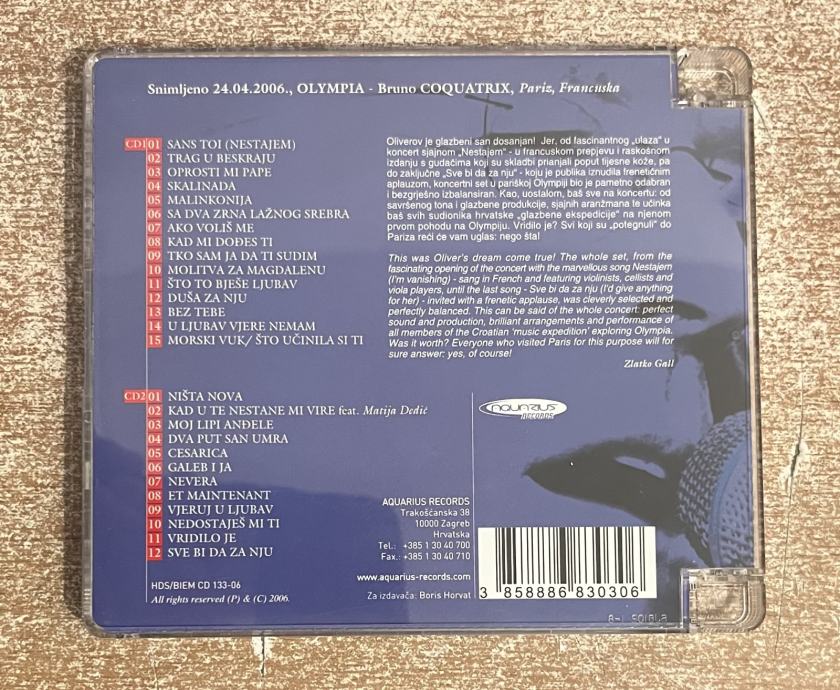 Snimljeno 24.04.2006., OLYMPIA - Bruno COQUATRIX, Pariz, Francuska
CD1 01 SANS TOI (NESTAJEM)
02 TRAG U BESKRAJU
03 OPROSTI MI PAPE
04 SKALINADA
05 MALINKONIJA
06 SA DVA ZRNA LAŽNOG SREBRA
07 AKO VOLIŠ ME
08 KAD MI DOĐEŠ TI
09 TKO SAM JA DA TI SUDIM
10 MOLITVA ZA MAGDALENU
11 ŠTO TO BJEŠE LJUBAV
12 DUŠA ZA NJU
13 BEZ TEBE
14 U LJUBAV VJERE NEMAM
15 MORSKI VUK/ ŠTO UČINILA SI TI
Oliverov je glazbeni san dosanjan! Jer, od fascinantnog „ulaza" u
koncert sjajnom „Nestajem" - u francuskom prepjevu i raskošnom
izdanju s gudačima koji su skladbi prianjali poput tijesne kože, pa
do zaključne „Sve bi da za nju" - koju je publika iznudila frenetičnim
aplauzom, koncertni set u pariškoj Olympiji bio je pametno odabran
i bezgrješno izbalansiran. Kao, uostalom, baš sve na koncertu: od
savršenog tona i glazbene produkcije, sjajnih aranžmana te učinka
baš svih sudionika hrvatske „glazbene ekspedicije" na njenom
prvom pohodu na Olympiju. Vridilo je? Svi koji su „potegnuli" do
Pariza reći će vam uglas: nego šta!
This was Oliver's dream come true! The whole set, from the
fascinating opening of the concert with the marvellous song Nestajem
(I'm vanishing) - sang in French and featuring violinists, cellists and
viola players, until the last song - Sve bi da za nju (I'd give anything
for her) - invited with a frenetic applause, was cleverly selected and
perfectly balanced. This can be said of the whole concert: perfect
sound and production, brilliant arrangements and performance of
all members of the Croatian 'music expedition' exploring Olympia.
Was it worth? Everyone who visited Paris for this purpose will for
sure answer: yes, of course!
Zlatko Gall
CD2 01 NIŠTA NOVA
02 KAD U TE NESTANE MI VIRE feat. Matija Dedić
03 MOJ LIPI ANĐELE
04 DVA PUT SAN UMRA
05 CESARICA
06 GALEB I JA
07 NEVERA
08 ET MAINTENANT
09 VJERUJ U LJUBAV
10 NEDOSTAJEŠ MI TI
11 VRIDILO JE
12 SVE BI DA ZA NJU
HDS/BIEM CD 133-06
All rights reserved (P) & (C) 2006.
AQUARIUS RECORDS
Trakošćanska 38
10000 Zagreb
Hrvatska
Tel.: +385 1 30 40 700
Fax.: +385 1 30 40 710
www.aquarius-records.com
Za izdavača: Boris Horvat
AQUARIUS
RECORDS
3 858886 830306